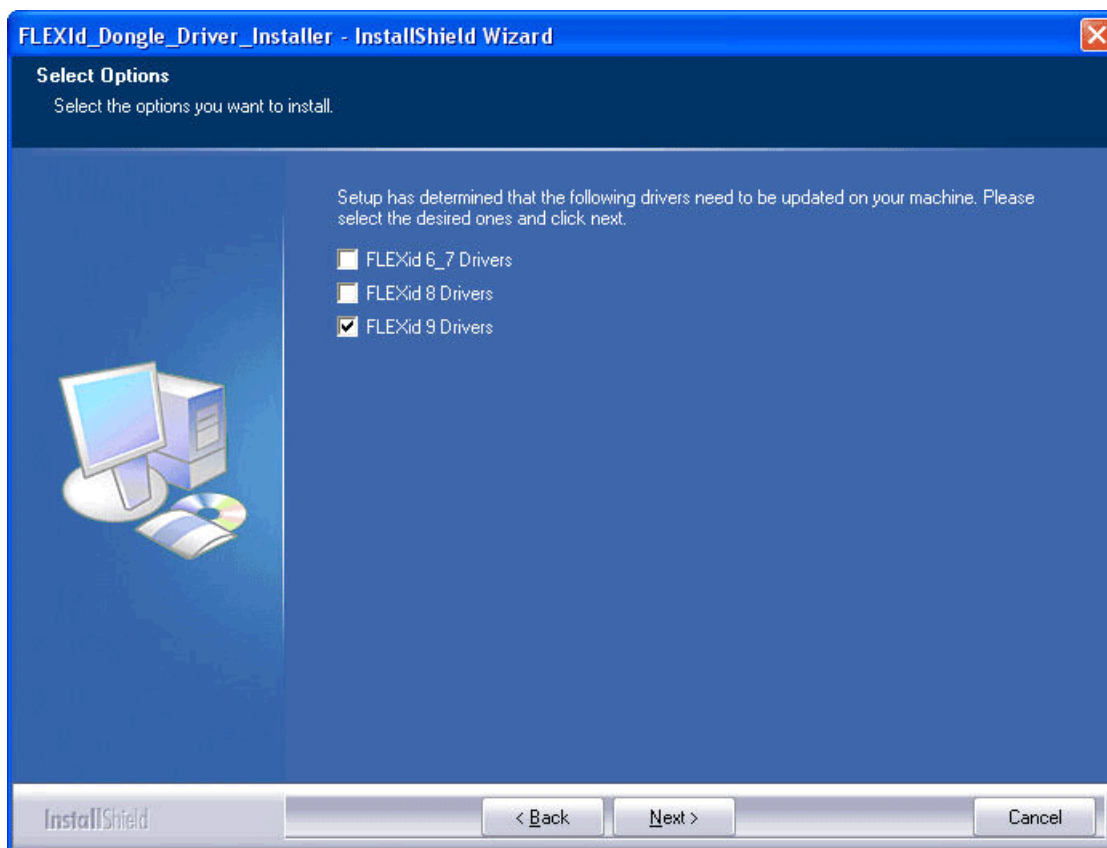 FLEXId_Dongle_Driver_Installer - InstallShield Wizard
Select Options
Select the options you want to install.
Setup has determined that the following drivers need to be updated on your machine. Please
select the desired ones and click next.
FLEXid 6_7 Drivers
FLEXid 8 Drivers
FLEXid 9 Drivers
InstallShield
< Back
Next >
Cancel